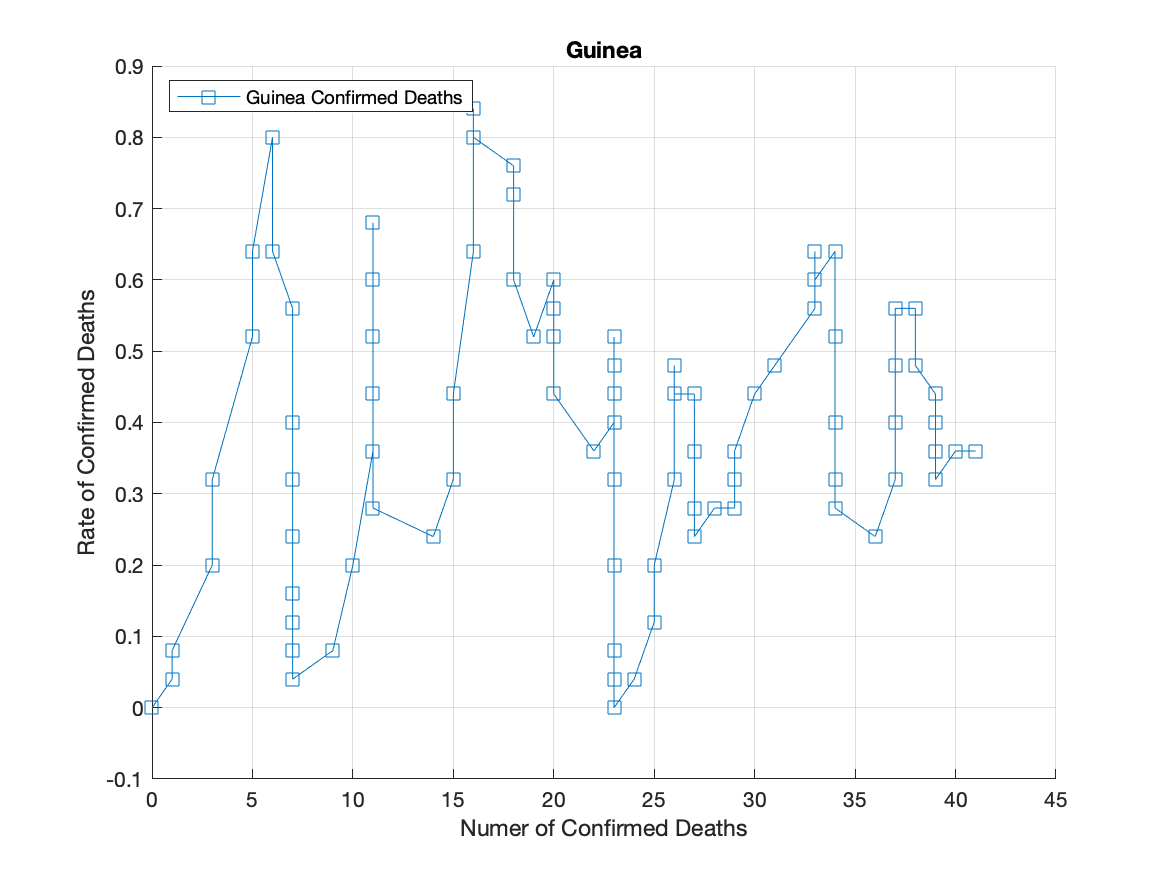 Guinea
0.9
Guinea Confirmed Deaths
0.8
0.7
0.6
0.5
0.4
0.3
0.2
0.1
0
-0.1
Rate of Confirmed Deaths
0 5 10 15 20 25 30 35 40 45
Numer of Confirmed Deaths